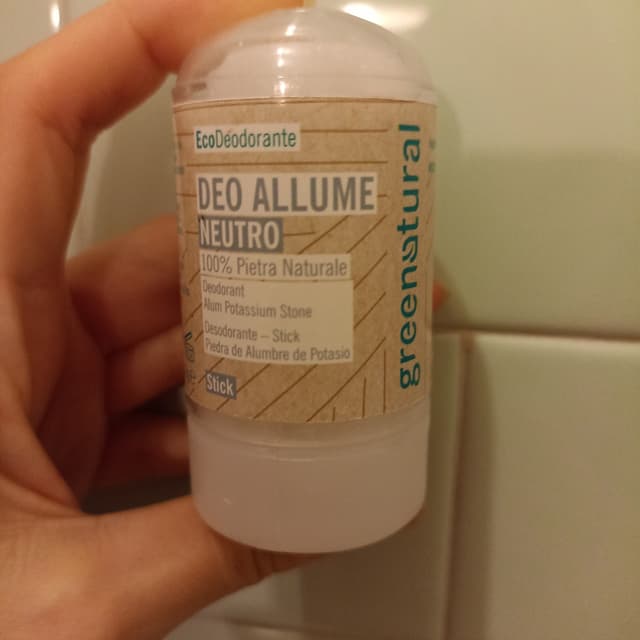 EcoDeodorante
DEO ALLUME
NEUTRO
100% Pietra Naturale
Deodorant
Alum Potassium Stone
Desodorante – Stick
Piedra de Alumbre de Potasio
Stick
greenatural